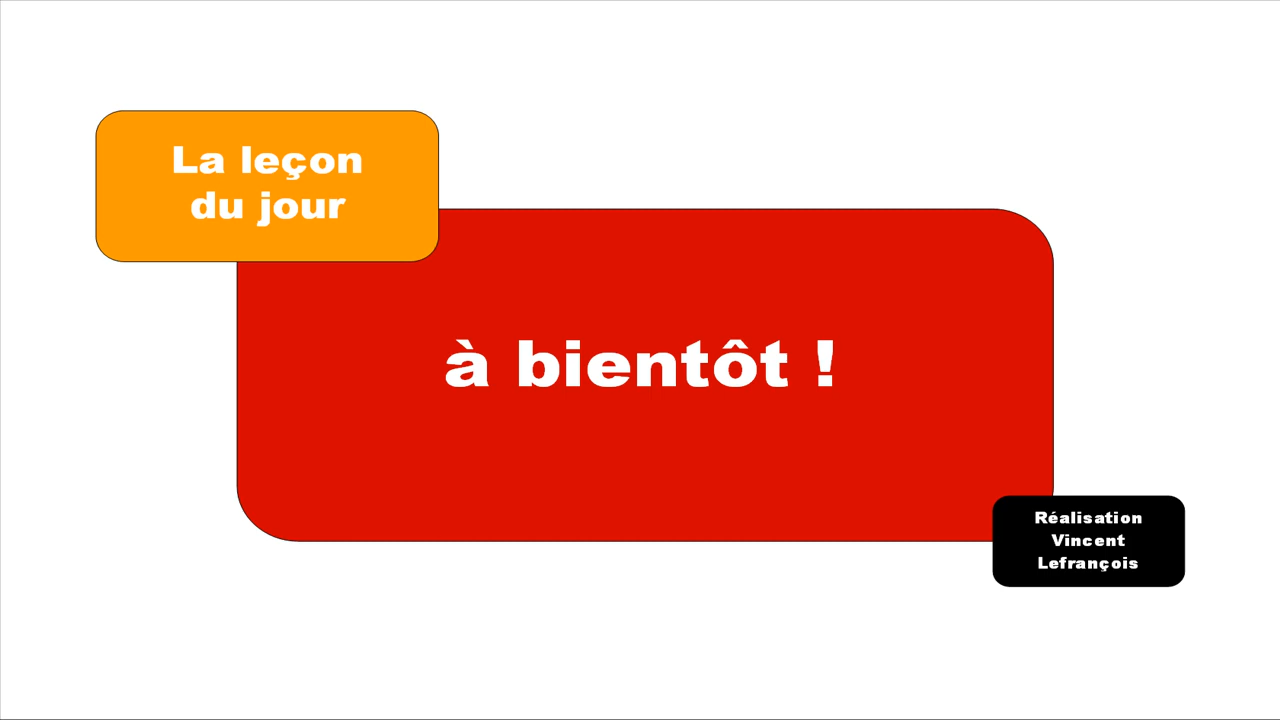 La leçon
du jour
à bientôt !
Réalisation
Vincent
Lefrançois